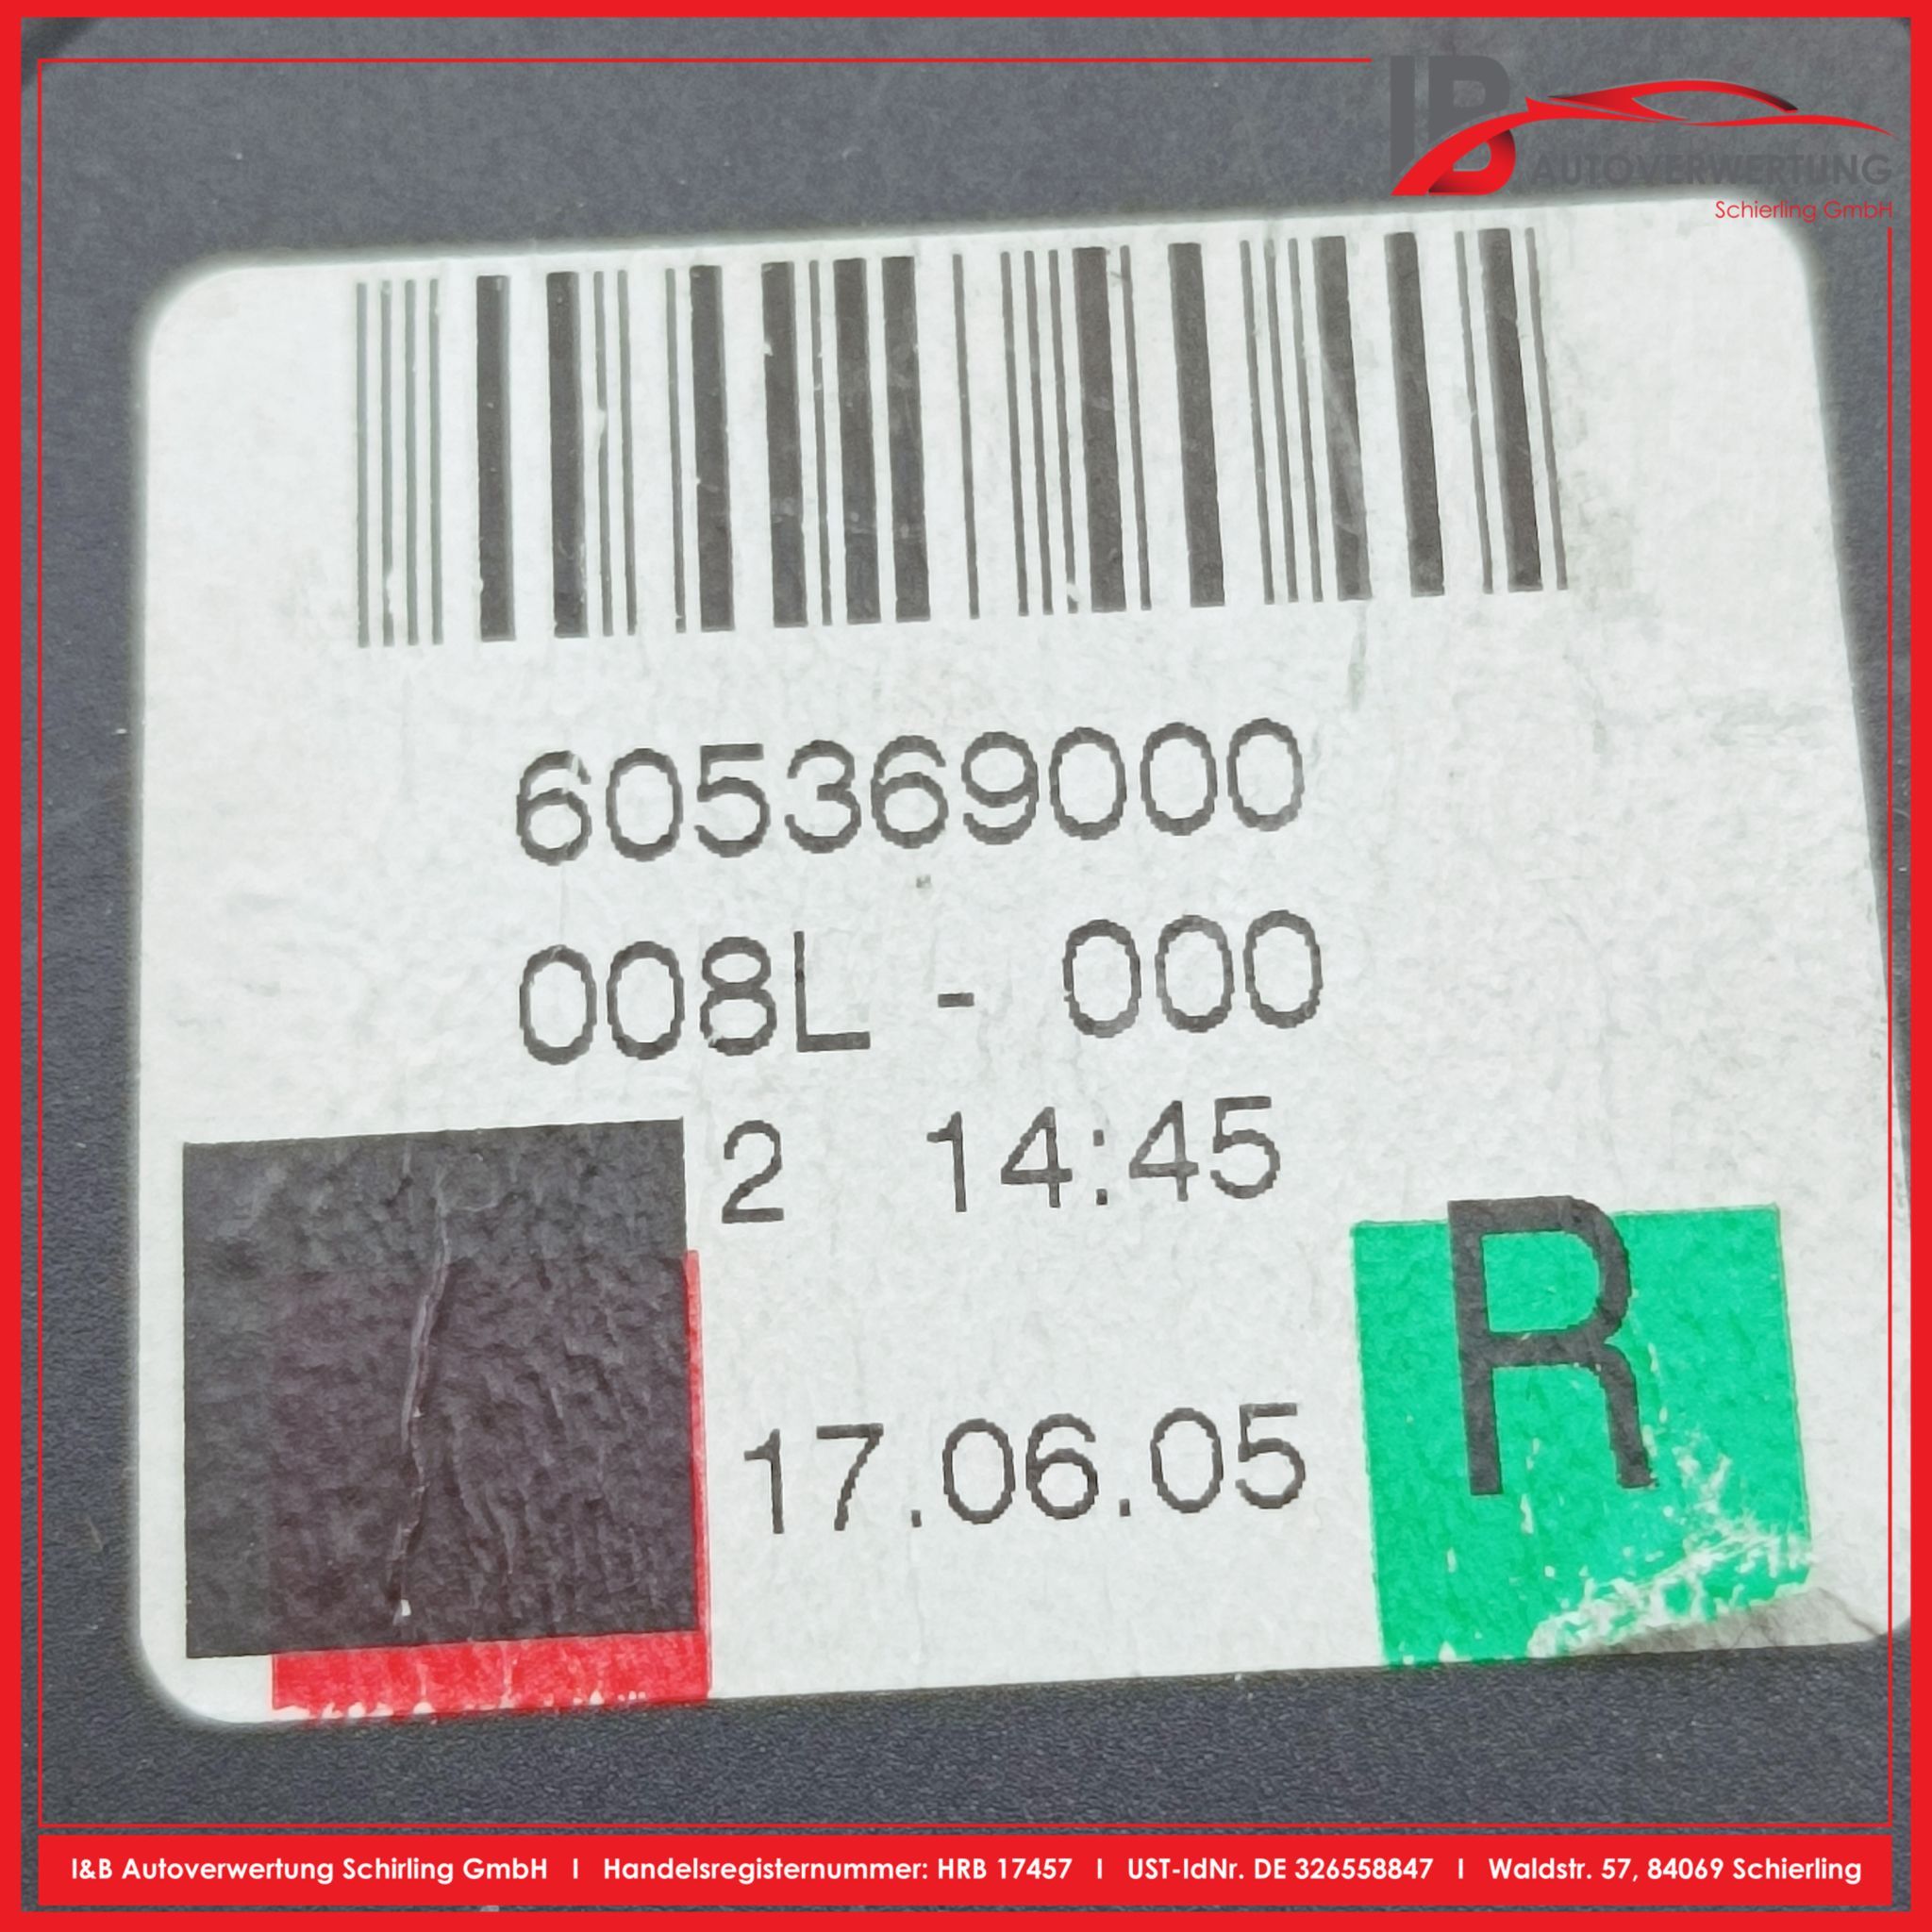 IB
AUTOVERWERTUNG
Schierling GmbH
605369000
008L - 000
2 14:45
R
17.06.05
I&B Autoverwertung Schirling GmbH I Handelsregisternummer: HRB 17457 I UST-IdNr. DE 326558847 I Waldstr. 57, 84069 Schierling